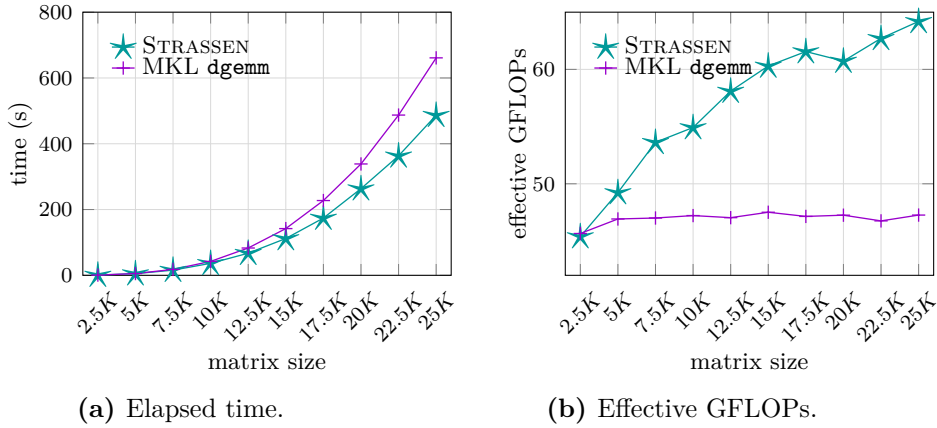 800
600
400
200
0
time (s)
STRASSEN
MKL dgemm
2.5K
5K
7.5K
10K
12.5K
15K
17.5K
20K
22.5K
25K
matrix size
(a) Elapsed time.
60
50
effective GFLOPs
STRASSEN
MKL dgemm
2.5K
5K
7.5K
10K
12.5K
15K
17.5K
20K
22.5K
25K
matrix size
(b) Effective GFLOPs.